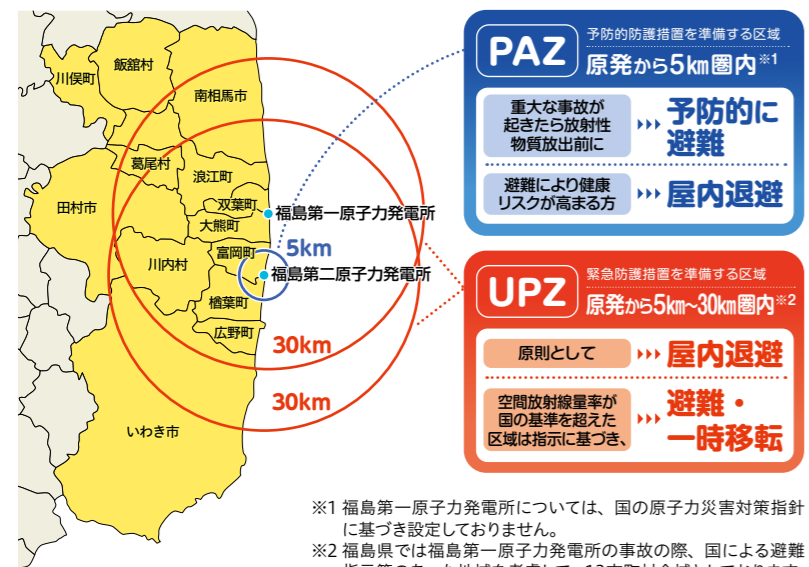 川俣町
飯舘村
南相馬市
葛尾村
浪江町
田村市
双葉町
大熊町
福島第一原子力発電所
川内村
富岡町
5km
福島第二原子力発電所
楢葉町
広野町
30km
30km
いわき市
PAZ
予防的防護措置を準備する区域
原発から5km圏内※1
重大な事故が
起きたら放射性
物質放出前に
予防的に
避難
避難により健康
リスクが高まる方
屋内退避
UPZ
緊急防護措置を準備する区域
原発から5km~30km圏内※2
原則として
屋内退避
空間放射線量率が
国の基準を超えた
区域は指示に基づき、
避難・
一時移転
※1 福島第一原子力発電所については、国の原子力災害対策指針
に基づき設定しておりません。
※2 福島県では福島第一原子力発電所の事故の際、国による避難